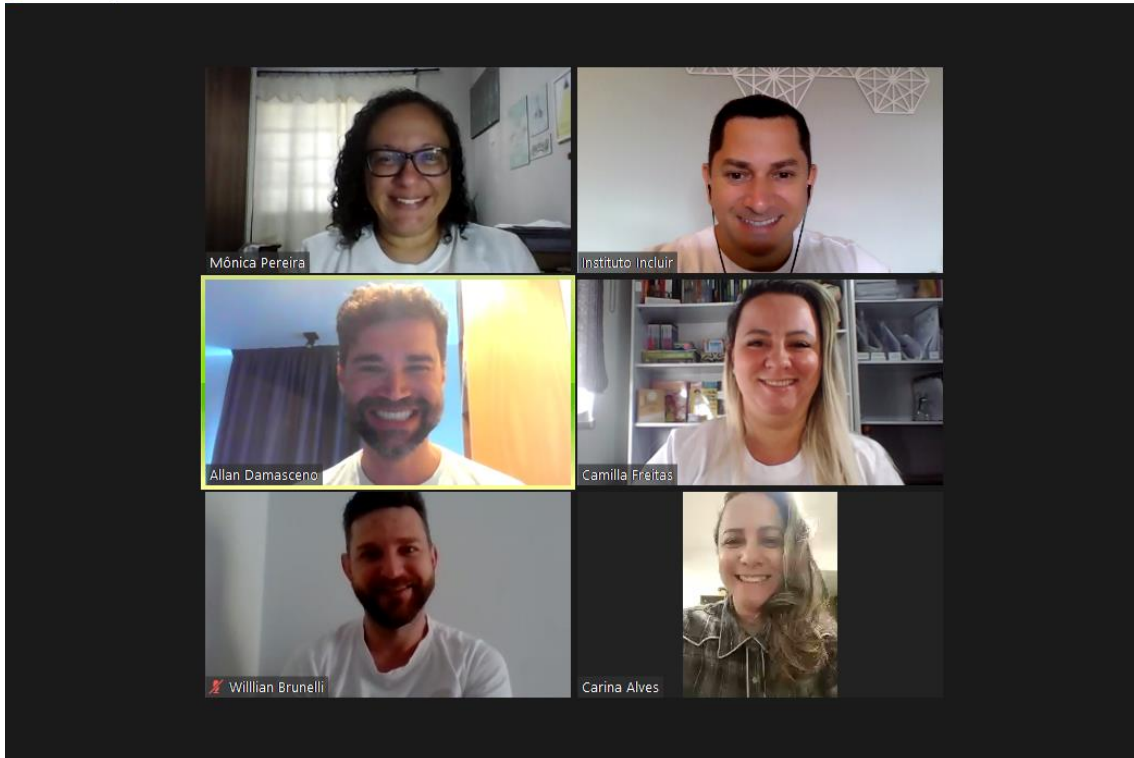 Mônica Pereira
Instituto Incluir
Allan Damasceno
Camilla Freitas
Willlian Brunelli
Carina Alves